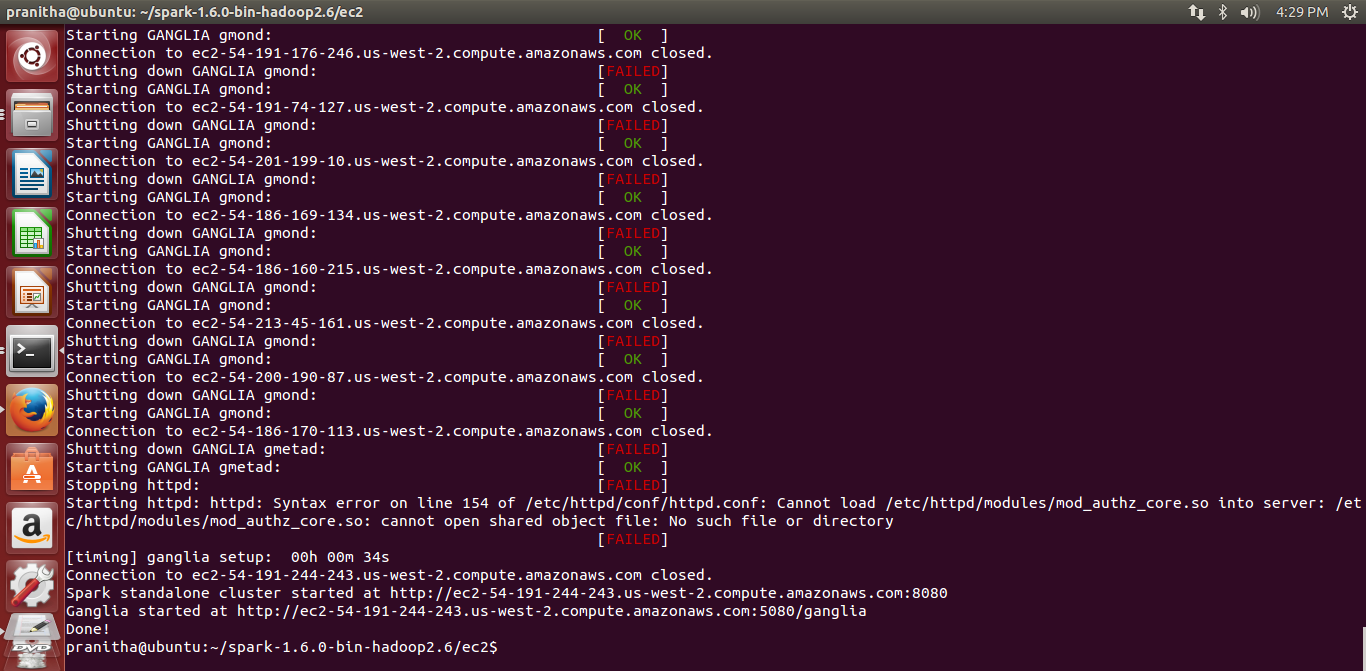 pranitha@ubuntu: ~/spark-1.6.0-bin-hadoop2.6/ec2
4:29 PM
Starting GANGLIA gmond: [ OK ]
Connection to ec2-54-191-176-246.us-west-2.compute.amazonaws.com closed.
Shutting down GANGLIA gmond: [FAILED]
Starting GANGLIA gmond: [ OK ]
Connection to ec2-54-191-74-127.us-west-2.compute.amazonaws.com closed.
Shutting down GANGLIA gmond: [FAILED]
Starting GANGLIA gmond: [ OK ]
Connection to ec2-54-201-199-10.us-west-2.compute.amazonaws.com closed.
Shutting down GANGLIA gmond: [FAILED]
Starting GANGLIA gmond: [ OK ]
Connection to ec2-54-186-169-134.us-west-2.compute.amazonaws.com closed.
Shutting down GANGLIA gmond: [FAILED]
Starting GANGLIA gmond: [ OK ]
Connection to ec2-54-186-160-215.us-west-2.compute.amazonaws.com closed.
Shutting down GANGLIA gmond: [FAILED]
Starting GANGLIA gmond: [ OK ]
Connection to ec2-54-213-45-161.us-west-2.compute.amazonaws.com closed.
Shutting down GANGLIA gmond: [FAILED]
Starting GANGLIA gmond: [ OK ]
Connection to ec2-54-200-190-87.us-west-2.compute.amazonaws.com closed.
Shutting down GANGLIA gmond: [FAILED]
Starting GANGLIA gmond: [ OK ]
Connection to ec2-54-186-170-113.us-west-2.compute.amazonaws.com closed.
Shutting down GANGLIA gmetad: [FAILED]
Starting GANGLIA gmetad: [ OK ]
Stopping httpd: [FAILED]
Starting httpd: httpd: Syntax error on line 154 of /etc/httpd/conf/httpd.conf: Cannot load /etc/httpd/modules/mod_authz_core.so into server: /et
c/httpd/modules/mod_authz_core.so: cannot open shared object file: No such file or directory
[FAILED]
[timing] ganglia setup:  00h 00m 34s
Connection to ec2-54-191-244-243.us-west-2.compute.amazonaws.com closed.
Spark standalone cluster started at http://ec2-54-191-244-243.us-west-2.compute.amazonaws.com:8080
Ganglia started at http://ec2-54-191-244-243.us-west-2.compute.amazonaws.com:5080/ganglia
Done!
pranitha@ubuntu:~/spark-1.6.0-bin-hadoop2.6/ec2$
A
a
>_
DVD